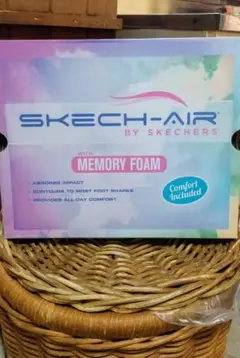 SKECH-AIR
BY SKECHERS
WITH
MEMORY FOAM
• ABSORBS IMPACT
• CONTOURS TO MOST FOOT SHAPES
• PROVIDES ALL-DAY COMFORT
Comfort
Included